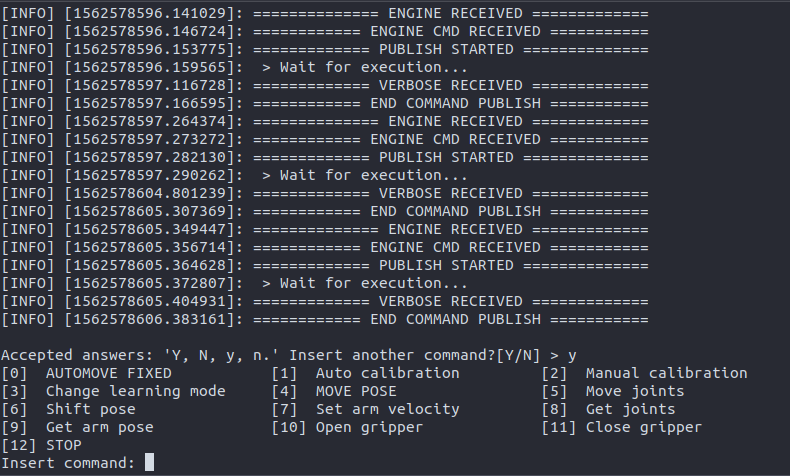 [INFO] [1562578596.141029]: ============== ENGINE RECEIVED =============
[INFO] [1562578596.146724]: ============ ENGINE CMD RECEIVED ===========
[INFO] [1562578596.153775]: ============= PUBLISH STARTED ==============
[INFO] [1562578596.159565]:  > Wait for execution...
[INFO] [1562578597.116728]: ============= VERBOSE RECEIVED =============
[INFO] [1562578597.166595]: ============ END COMMAND PUBLISH ===========
[INFO] [1562578597.264374]: ============== ENGINE RECEIVED =============
[INFO] [1562578597.273272]: ============ ENGINE CMD RECEIVED ===========
[INFO] [1562578597.282130]: ============= PUBLISH STARTED ==============
[INFO] [1562578597.290262]:  > Wait for execution...
[INFO] [1562578604.801239]: ============= VERBOSE RECEIVED =============
[INFO] [1562578605.307369]: ============ END COMMAND PUBLISH ===========
[INFO] [1562578605.349447]: ============== ENGINE RECEIVED =============
[INFO] [1562578605.356714]: ============ ENGINE CMD RECEIVED ===========
[INFO] [1562578605.364628]: ============= PUBLISH STARTED ==============
[INFO] [1562578605.372807]:  > Wait for execution...
[INFO] [1562578605.404931]: ============= VERBOSE RECEIVED =============
[INFO] [1562578606.383161]: ============ END COMMAND PUBLISH ===========
Accepted answers: 'Y, N, y, n.' Insert another command?[Y/N] > y
[0]  AUTOMOVE FIXED           [1]  Auto calibration         [2]  Manual calibration
[3]  Change learning mode     [4]  MOVE POSE                [5]  Move joints
[6]  Shift pose               [7]  Set arm velocity         [8]  Get joints
[9]  Get arm pose             [10] Open gripper             [11] Close gripper
[12] STOP
Insert command: